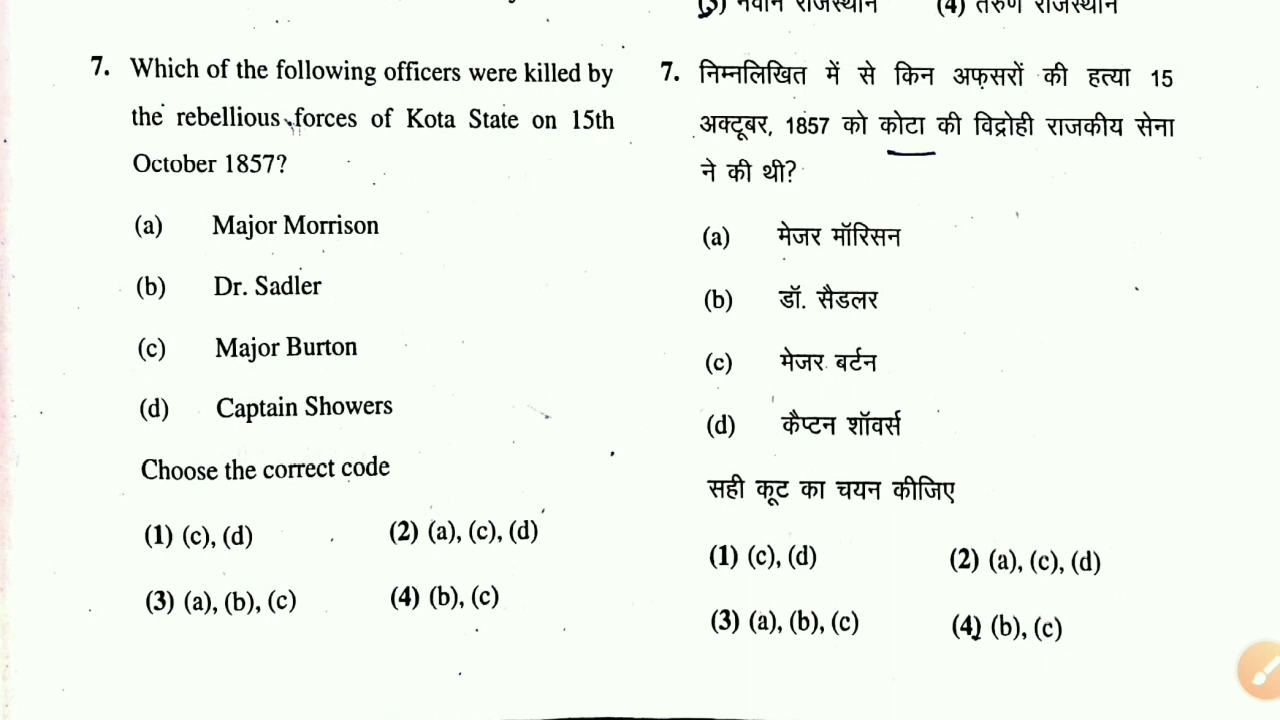 (3) नवीन राजस्थान (4) तरुण राजस्थान
7. Which of the following officers were killed by
the rebellious forces of Kota State on 15th
October 1857?
(a) Major Morrison
(b) Dr. Sadler
(c) Major Burton
(d) Captain Showers
Choose the correct code
(1) (c), (d) (2) (a), (c), (d)
(3) (a), (b), (c) (4) (b), (c)
7. निम्नलिखित में से किन अफ़सरों की हत्या 15
अक्टूबर, 1857 को कोटा की विद्रोही राजकीय सेना
ने की थी?
(a) मेजर मॉरिसन
(b) डॉ. सैडलर
(c) मेजर बर्टन
(d) कैप्टन शॉवर्स
सही कूट का चयन कीजिए
(1) (c), (d) (2) (a), (c), (d)
(3) (a), (b), (c) (4) (b), (c)